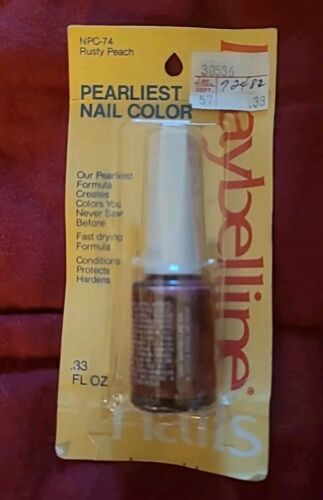 NPC-74
Rusty Peach
PEARLIEST
NAIL COLOR
Our Pearliest
Formula
Creates
Colors You
Never Saw
Before
Fast drying
Formula
Conditions
Protects
Hardens
.33
FL OZ
30536
DEPT.
57
.38
aybelline®
nails